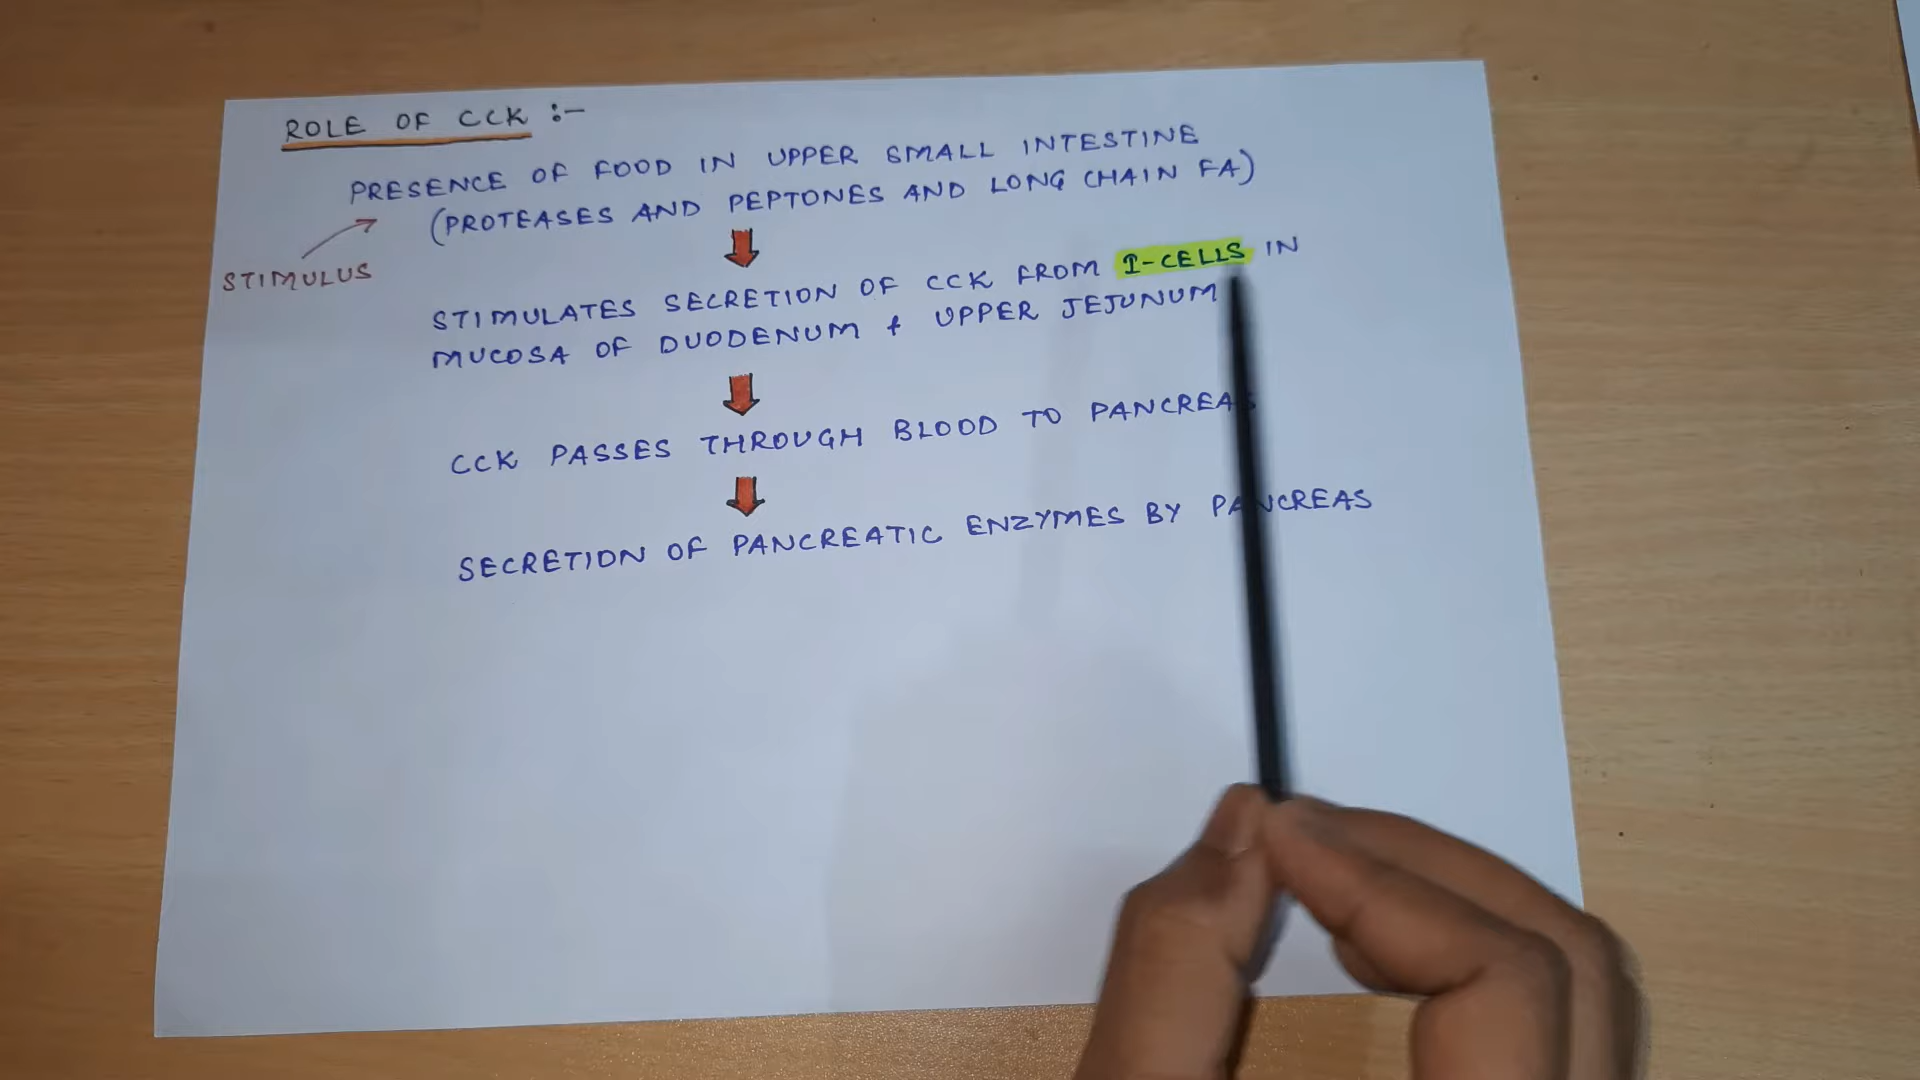 ROLE OF CCK :-
PRESENCE OF FOOD IN UPPER SMALL INTESTINE
(PROTEASES AND PEPTONES AND LONG CHAIN FA)
STIMULUS
STIMULATES SECRETION OF CCK FROM I-CELLS IN
MUCOSA OF DUODENUM + UPPER JEJUNUM
CCK PASSES THROUGH BLOOD TO PANCREAS
SECRETION OF PANCREATIC ENZYMES BY PANCREAS